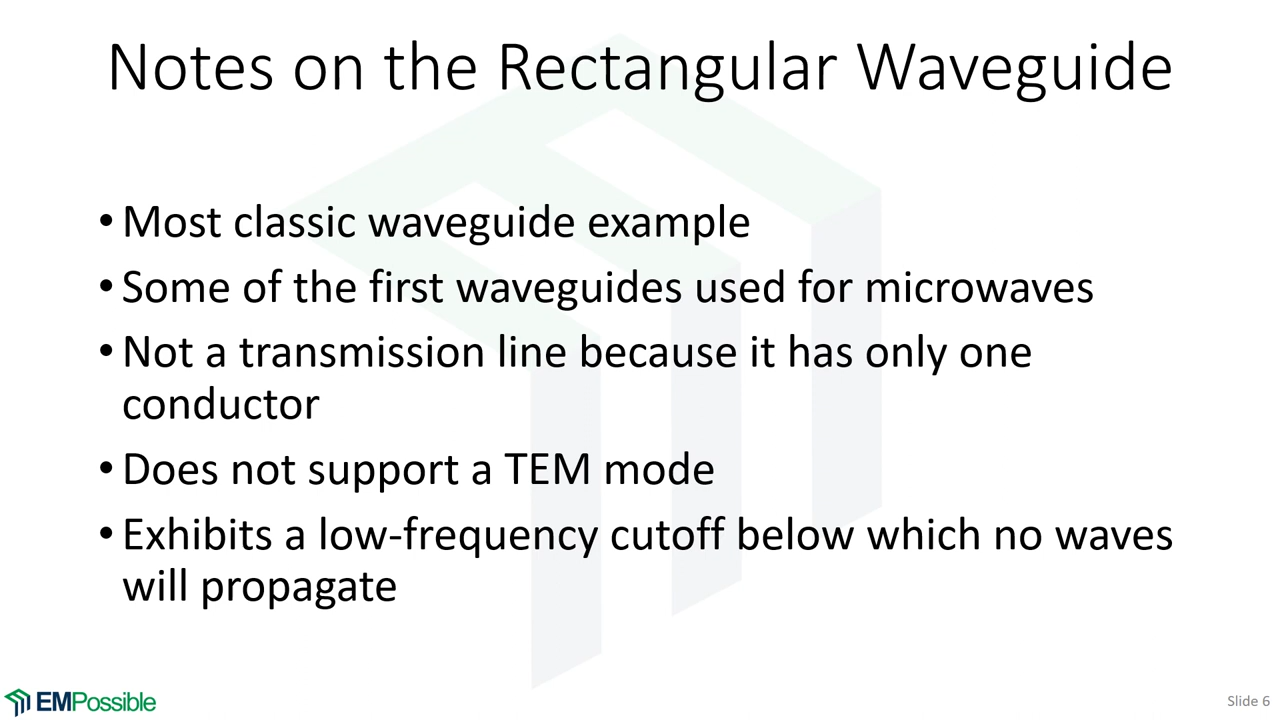 Notes on the Rectangular Waveguide
• Most classic waveguide example
• Some of the first waveguides used for microwaves
• Not a transmission line because it has only one
conductor
• Does not support a TEM mode
• Exhibits a low-frequency cutoff below which no waves
will propagate
EMPossible
Slide 6